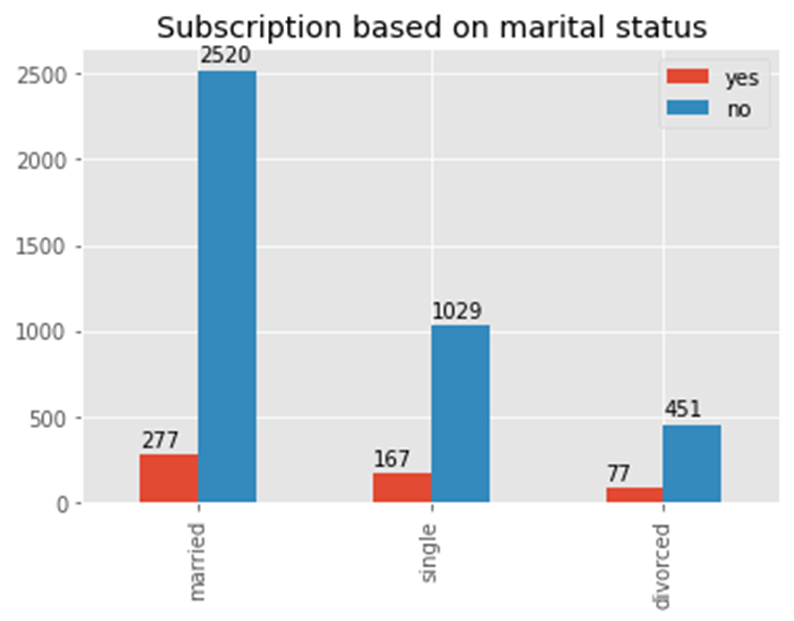 Subscription based on marital status
2520
yes
no
2500
2000
1500
1029
1000
451
500
277
167
77
0
married
single
divorced